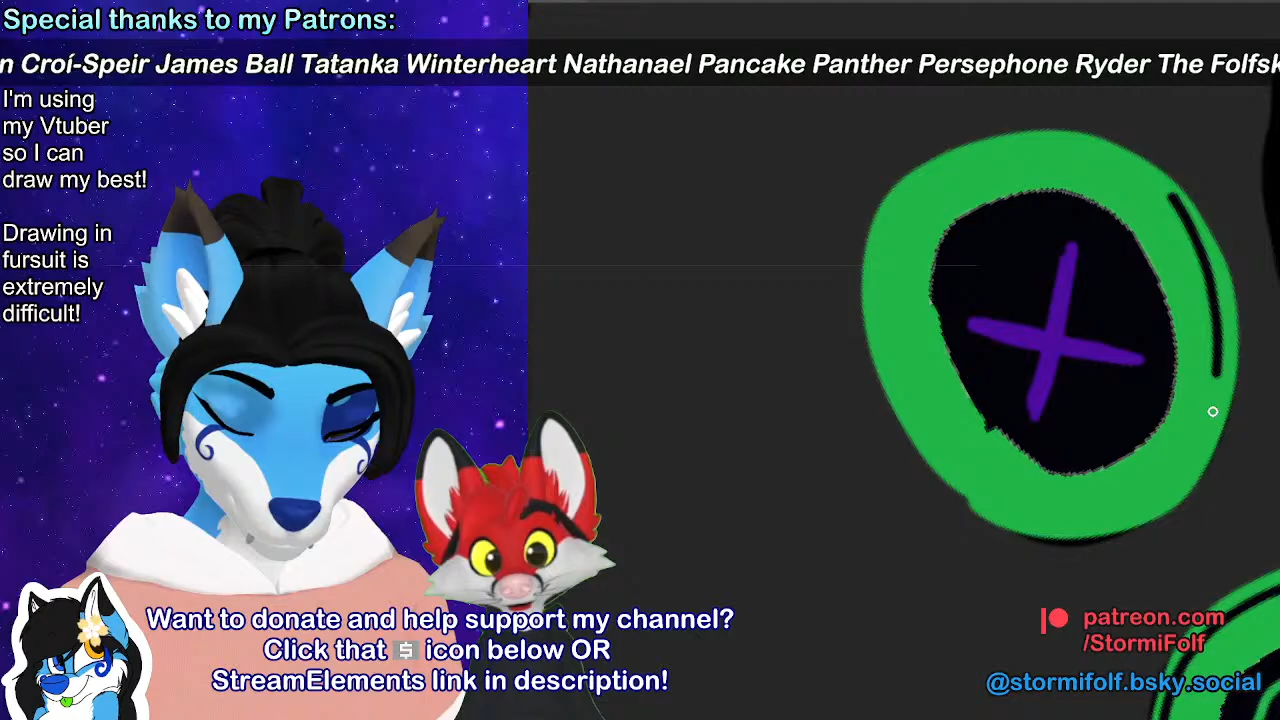 Special thanks to my Patrons:
n Croí-Speir James Ball Tatanka Winterheart Nathanael Pancake Panther Persephone Ryder The Folfsk
I'm using
my Vtuber
so I can
draw my best!
Drawing in
fursuit is
extremely
difficult!
Want to donate and help support my channel?
Click that $ icon below OR
StreamElements link in description!
patreon.com
/StormiFolf
@stormifolf.bsky.social